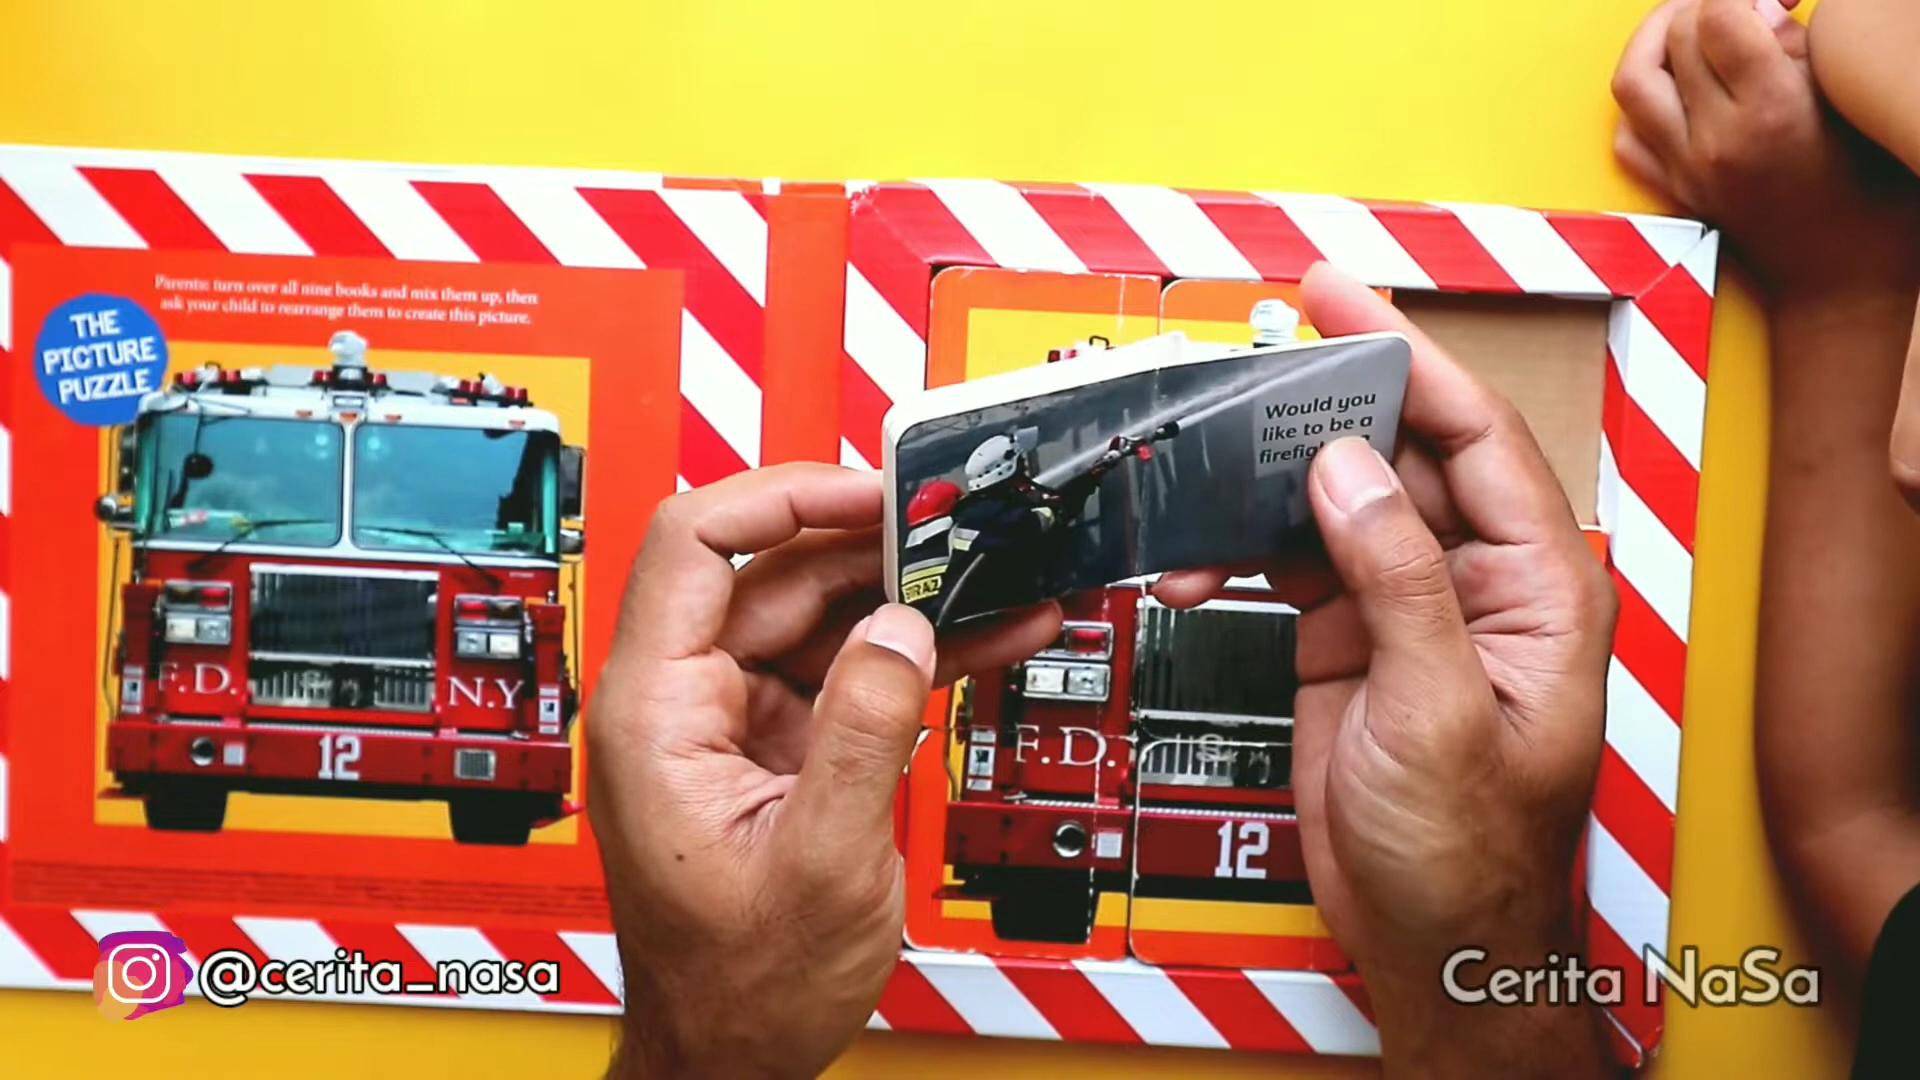 Parents: turn over all nine books and mix them up, then
ask your child to rearrange them to create this picture.
THE
PICTURE
PUZZLE
F.D.
N.Y
12
Would you
like to be a
STRAŻ
F.D.
S
12
@cerita_nasa
Cerita NaSa